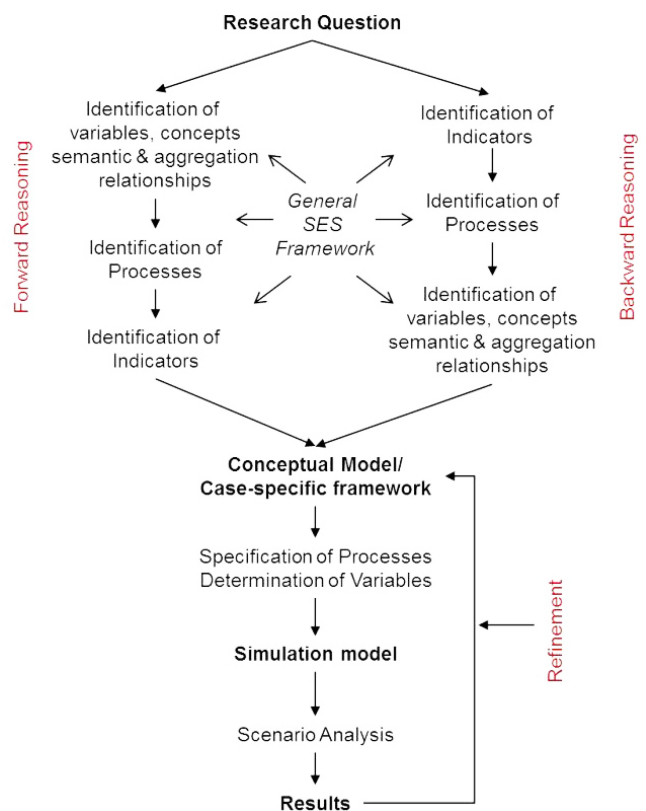 Research Question
Forward Reasoning
Identification of
variables, concepts
semantic & aggregation
relationships
Identification of
Processes
Identification of
Indicators
General
SES
Framework
Identification of
Indicators
Identification of
Processes
Identification of
variables, concepts
semantic & aggregation
relationships
Backward Reasoning
Conceptual Model/
Case-specific framework
Specification of Processes
Determination of Variables
Simulation model
Scenario Analysis
Results
Refinement